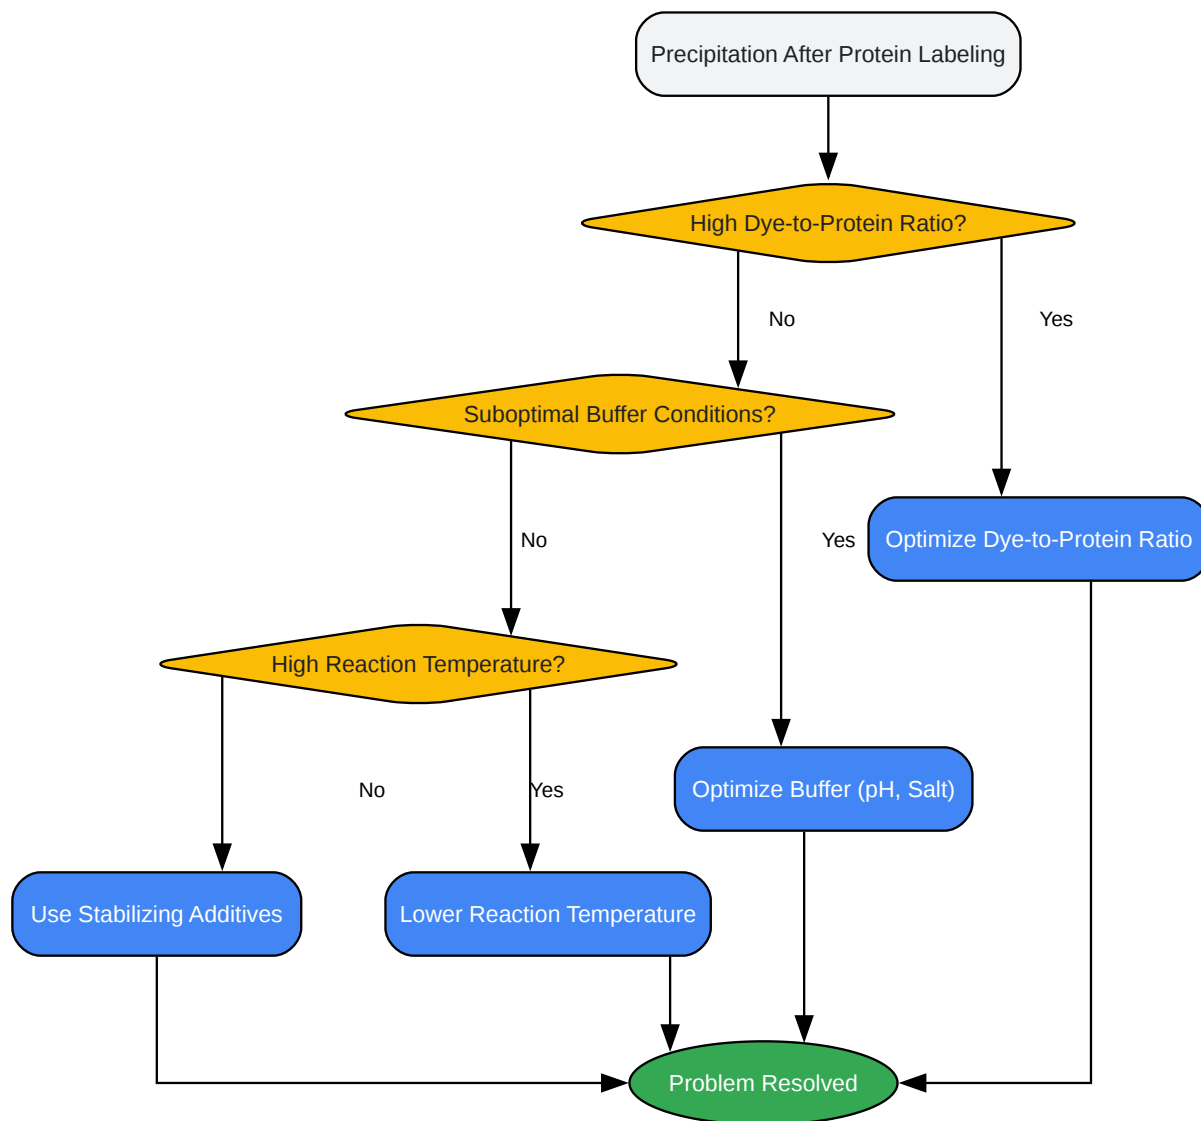 Precipitation After Protein Labeling
High Dye-to-Protein Ratio?
No
Yes
Suboptimal Buffer Conditions?
No
Yes
Optimize Dye-to-Protein Ratio
High Reaction Temperature?
No
Yes
Optimize Buffer (pH, Salt)
Use Stabilizing Additives
Lower Reaction Temperature
Problem Resolved